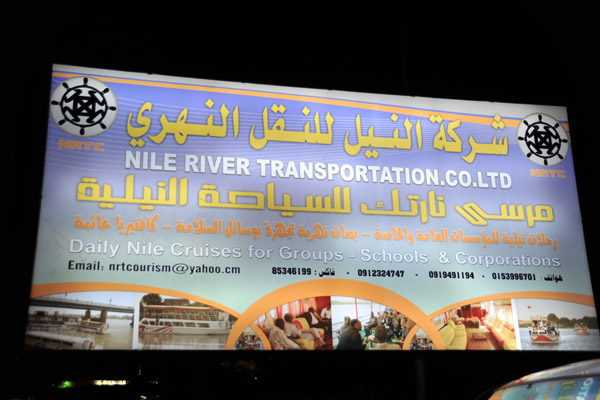 شركة النيل للنقل النهري
NRTC
NRTC
NILE RIVER TRANSPORTATION.CO.LTD
مرسى نارتك للسياحة النيلية
رحلات نيلية للمؤسسات العامة والخاصة - بصات نهرية مجهزة بوسائل السلامة - كافتيريا عائمة
Daily Nile Cruises for Groups - Schools & Corporations
Email: nrtcourism@yahoo.cm هواتف : 0153996701 - 0919491194 - 0912324747 - فاكس : 85346199